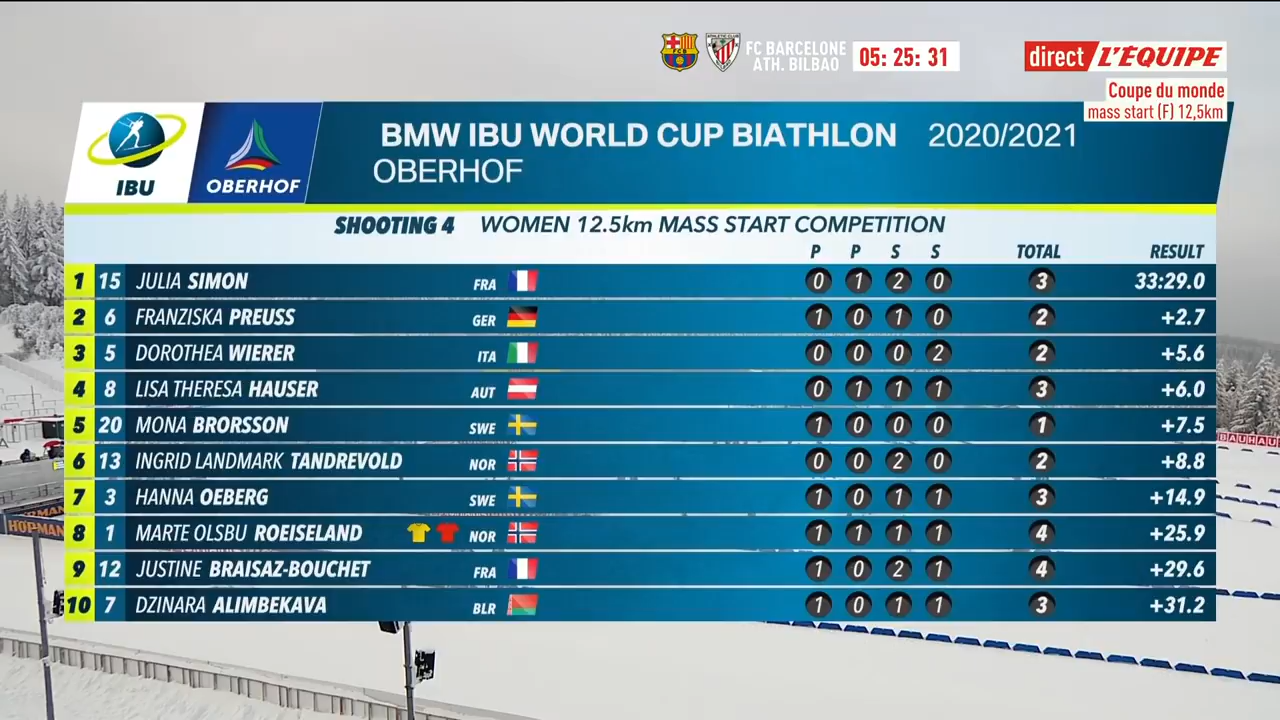 FC BARCELONE
ATH. BILBAO
05: 25: 31
direct L'ÉQUIPE
Coupe du monde
mass start (F) 12,5km
IBU
OBERHOF
BMW IBU WORLD CUP BIATHLON 2020/2021
OBERHOF
SHOOTING 4 WOMEN 12.5km MASS START COMPETITION
P P S S TOTAL RESULT
1 15 JULIA SIMON FRA 0 1 2 0 3 33:29.0
2 6 FRANZISKA PREUSS GER 1 0 1 0 2 +2.7
3 5 DOROTHEA WIERER ITA 0 0 0 2 2 +5.6
4 8 LISA THERESA HAUSER AUT 0 1 1 1 3 +6.0
5 20 MONA BRORSSON SWE 1 0 0 0 1 +7.5
6 13 INGRID LANDMARK TANDREVOLD NOR 0 0 2 0 2 +8.8
7 3 HANNA OEBERG SWE 1 0 1 1 3 +14.9
8 1 MARTE OLSBU ROEISELAND NOR 1 1 1 1 4 +25.9
9 12 JUSTINE BRAISAZ-BOUCHET FRA 1 0 2 1 4 +29.6
10 7 DZINARA ALIMBEKAVA BLR 1 0 1 1 3 +31.2
BAUHAU
HÖRMANN